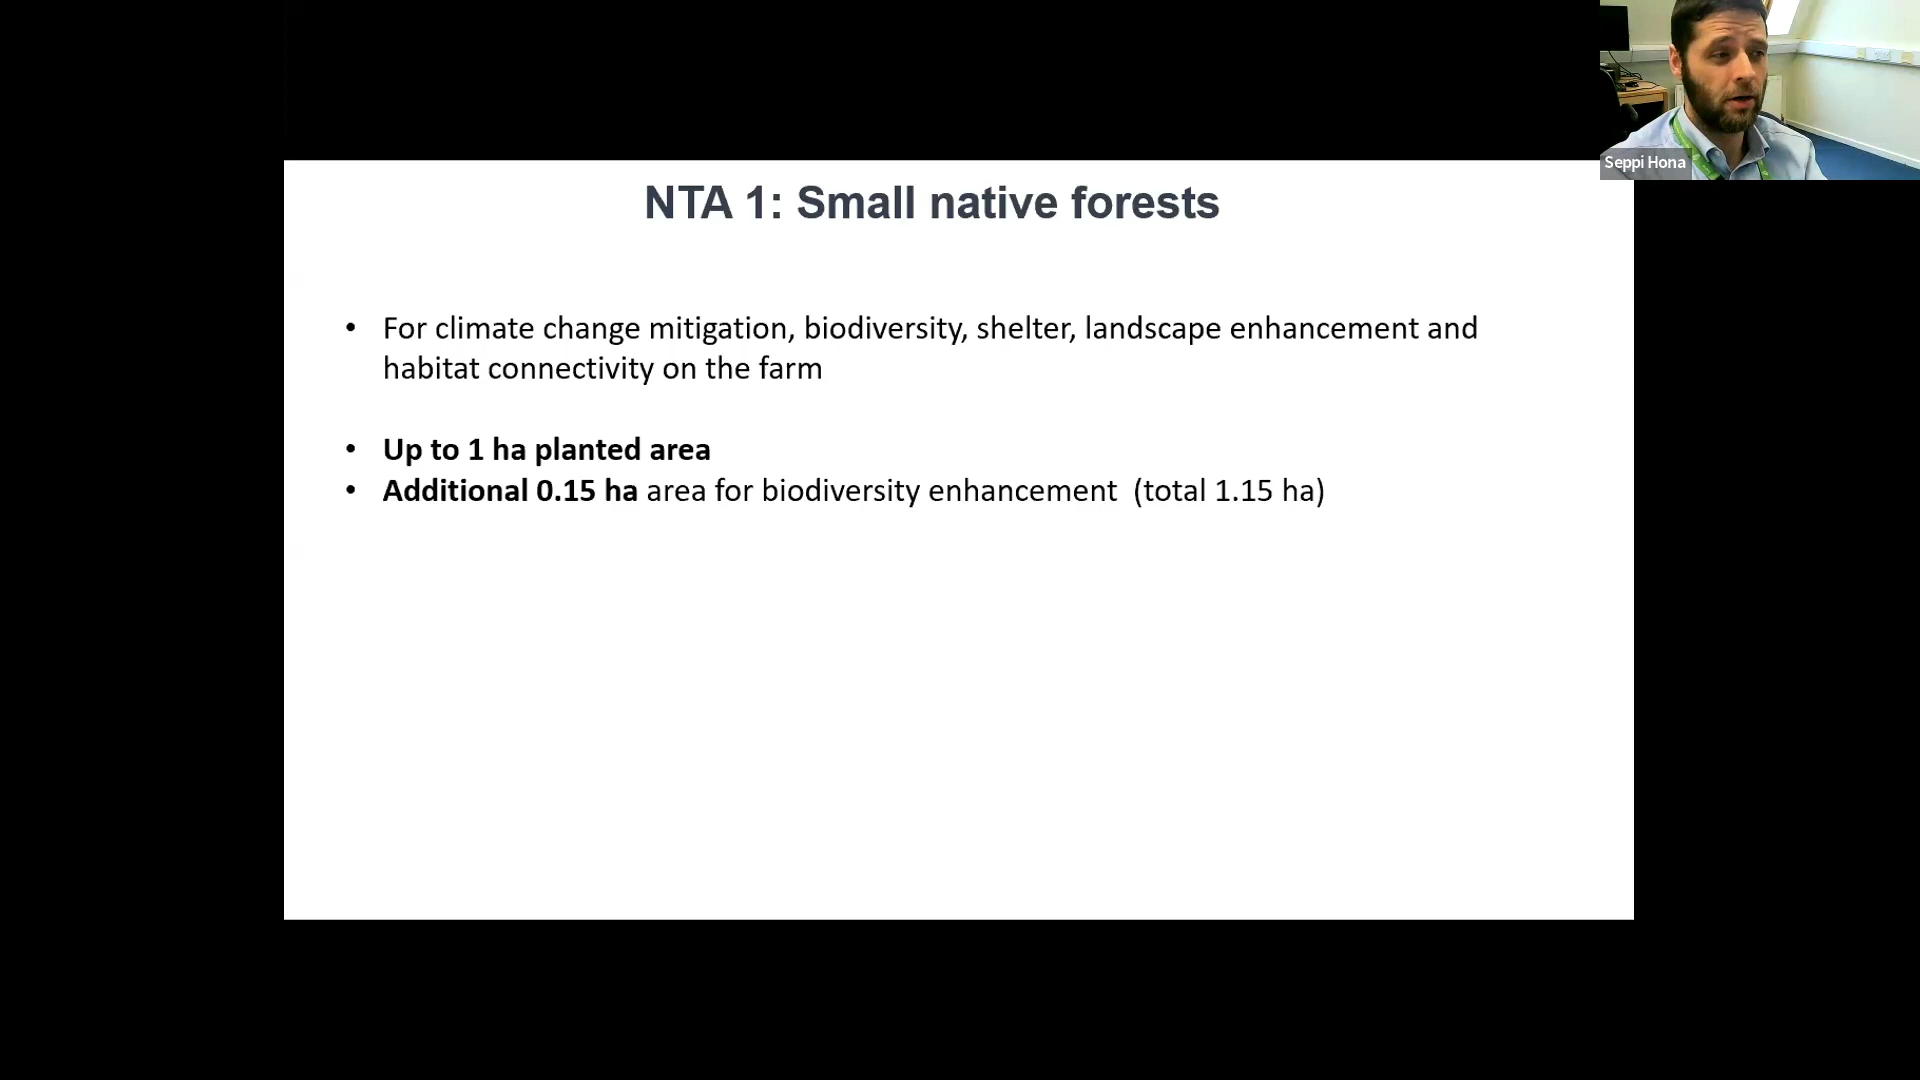 Seppi Hona
NTA 1: Small native forests
• For climate change mitigation, biodiversity, shelter, landscape enhancement and
habitat connectivity on the farm
• Up to 1 ha planted area
• Additional 0.15 ha area for biodiversity enhancement  (total 1.15 ha)